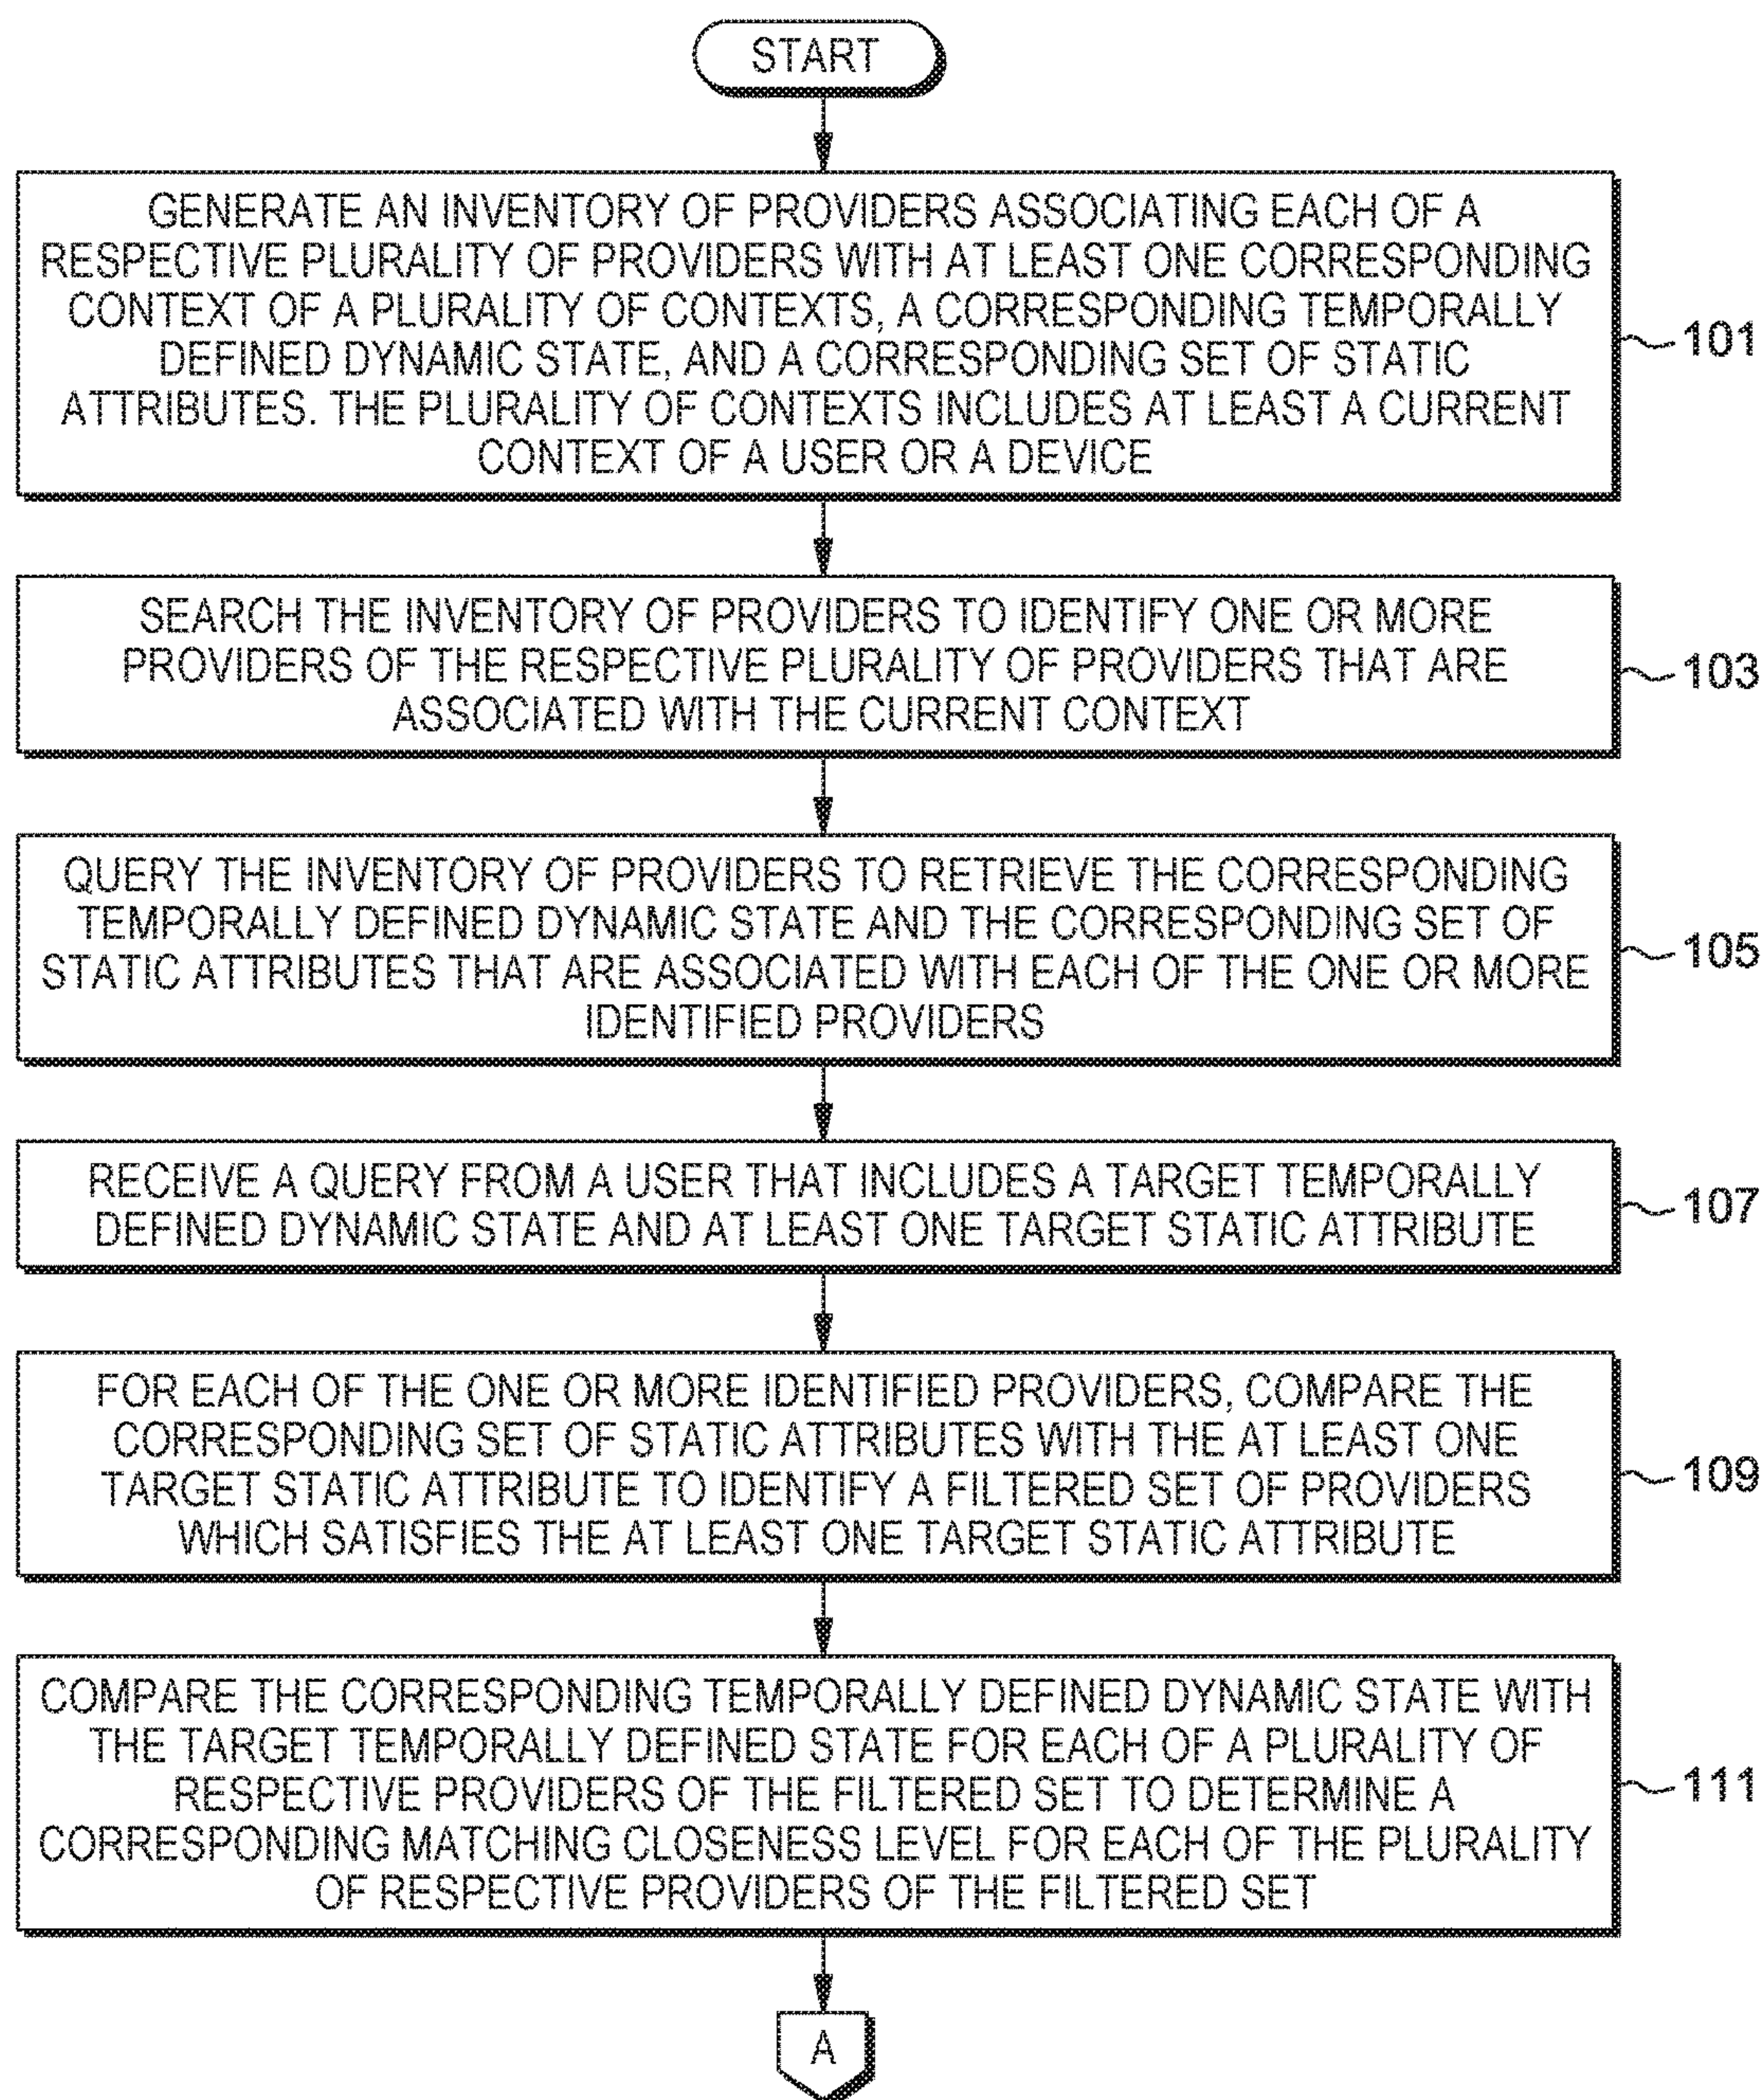 START
GENERATE AN INVENTORY OF PROVIDERS ASSOCIATING EACH OF A
RESPECTIVE PLURALITY OF PROVIDERS WITH AT LEAST ONE CORRESPONDING
CONTEXT OF A PLURALITY OF CONTEXTS, A CORRESPONDING TEMPORALLY
DEFINED DYNAMIC STATE, AND A CORRESPONDING SET OF STATIC
ATTRIBUTES. THE PLURALITY OF CONTEXTS INCLUDES AT LEAST A CURRENT
CONTEXT OF A USER OR A DEVICE
101
SEARCH THE INVENTORY OF PROVIDERS TO IDENTIFY ONE OR MORE
PROVIDERS OF THE RESPECTIVE PLURALITY OF PROVIDERS THAT ARE
ASSOCIATED WITH THE CURRENT CONTEXT
103
QUERY THE INVENTORY OF PROVIDERS TO RETRIEVE THE CORRESPONDING
TEMPORALLY DEFINED DYNAMIC STATE AND THE CORRESPONDING SET OF
STATIC ATTRIBUTES THAT ARE ASSOCIATED WITH EACH OF THE ONE OR MORE
IDENTIFIED PROVIDERS
105
RECEIVE A QUERY FROM A USER THAT INCLUDES A TARGET TEMPORALLY
DEFINED DYNAMIC STATE AND AT LEAST ONE TARGET STATIC ATTRIBUTE
107
FOR EACH OF THE ONE OR MORE IDENTIFIED PROVIDERS, COMPARE THE
CORRESPONDING SET OF STATIC ATTRIBUTES WITH THE AT LEAST ONE
TARGET STATIC ATTRIBUTE TO IDENTIFY A FILTERED SET OF PROVIDERS
WHICH SATISFIES THE AT LEAST ONE TARGET STATIC ATTRIBUTE
109
COMPARE THE CORRESPONDING TEMPORALLY DEFINED DYNAMIC STATE WITH
THE TARGET TEMPORALLY DEFINED STATE FOR EACH OF A PLURALITY OF
RESPECTIVE PROVIDERS OF THE FILTERED SET TO DETERMINE A
CORRESPONDING MATCHING CLOSENESS LEVEL FOR EACH OF THE PLURALITY
OF RESPECTIVE PROVIDERS OF THE FILTERED SET
111
A